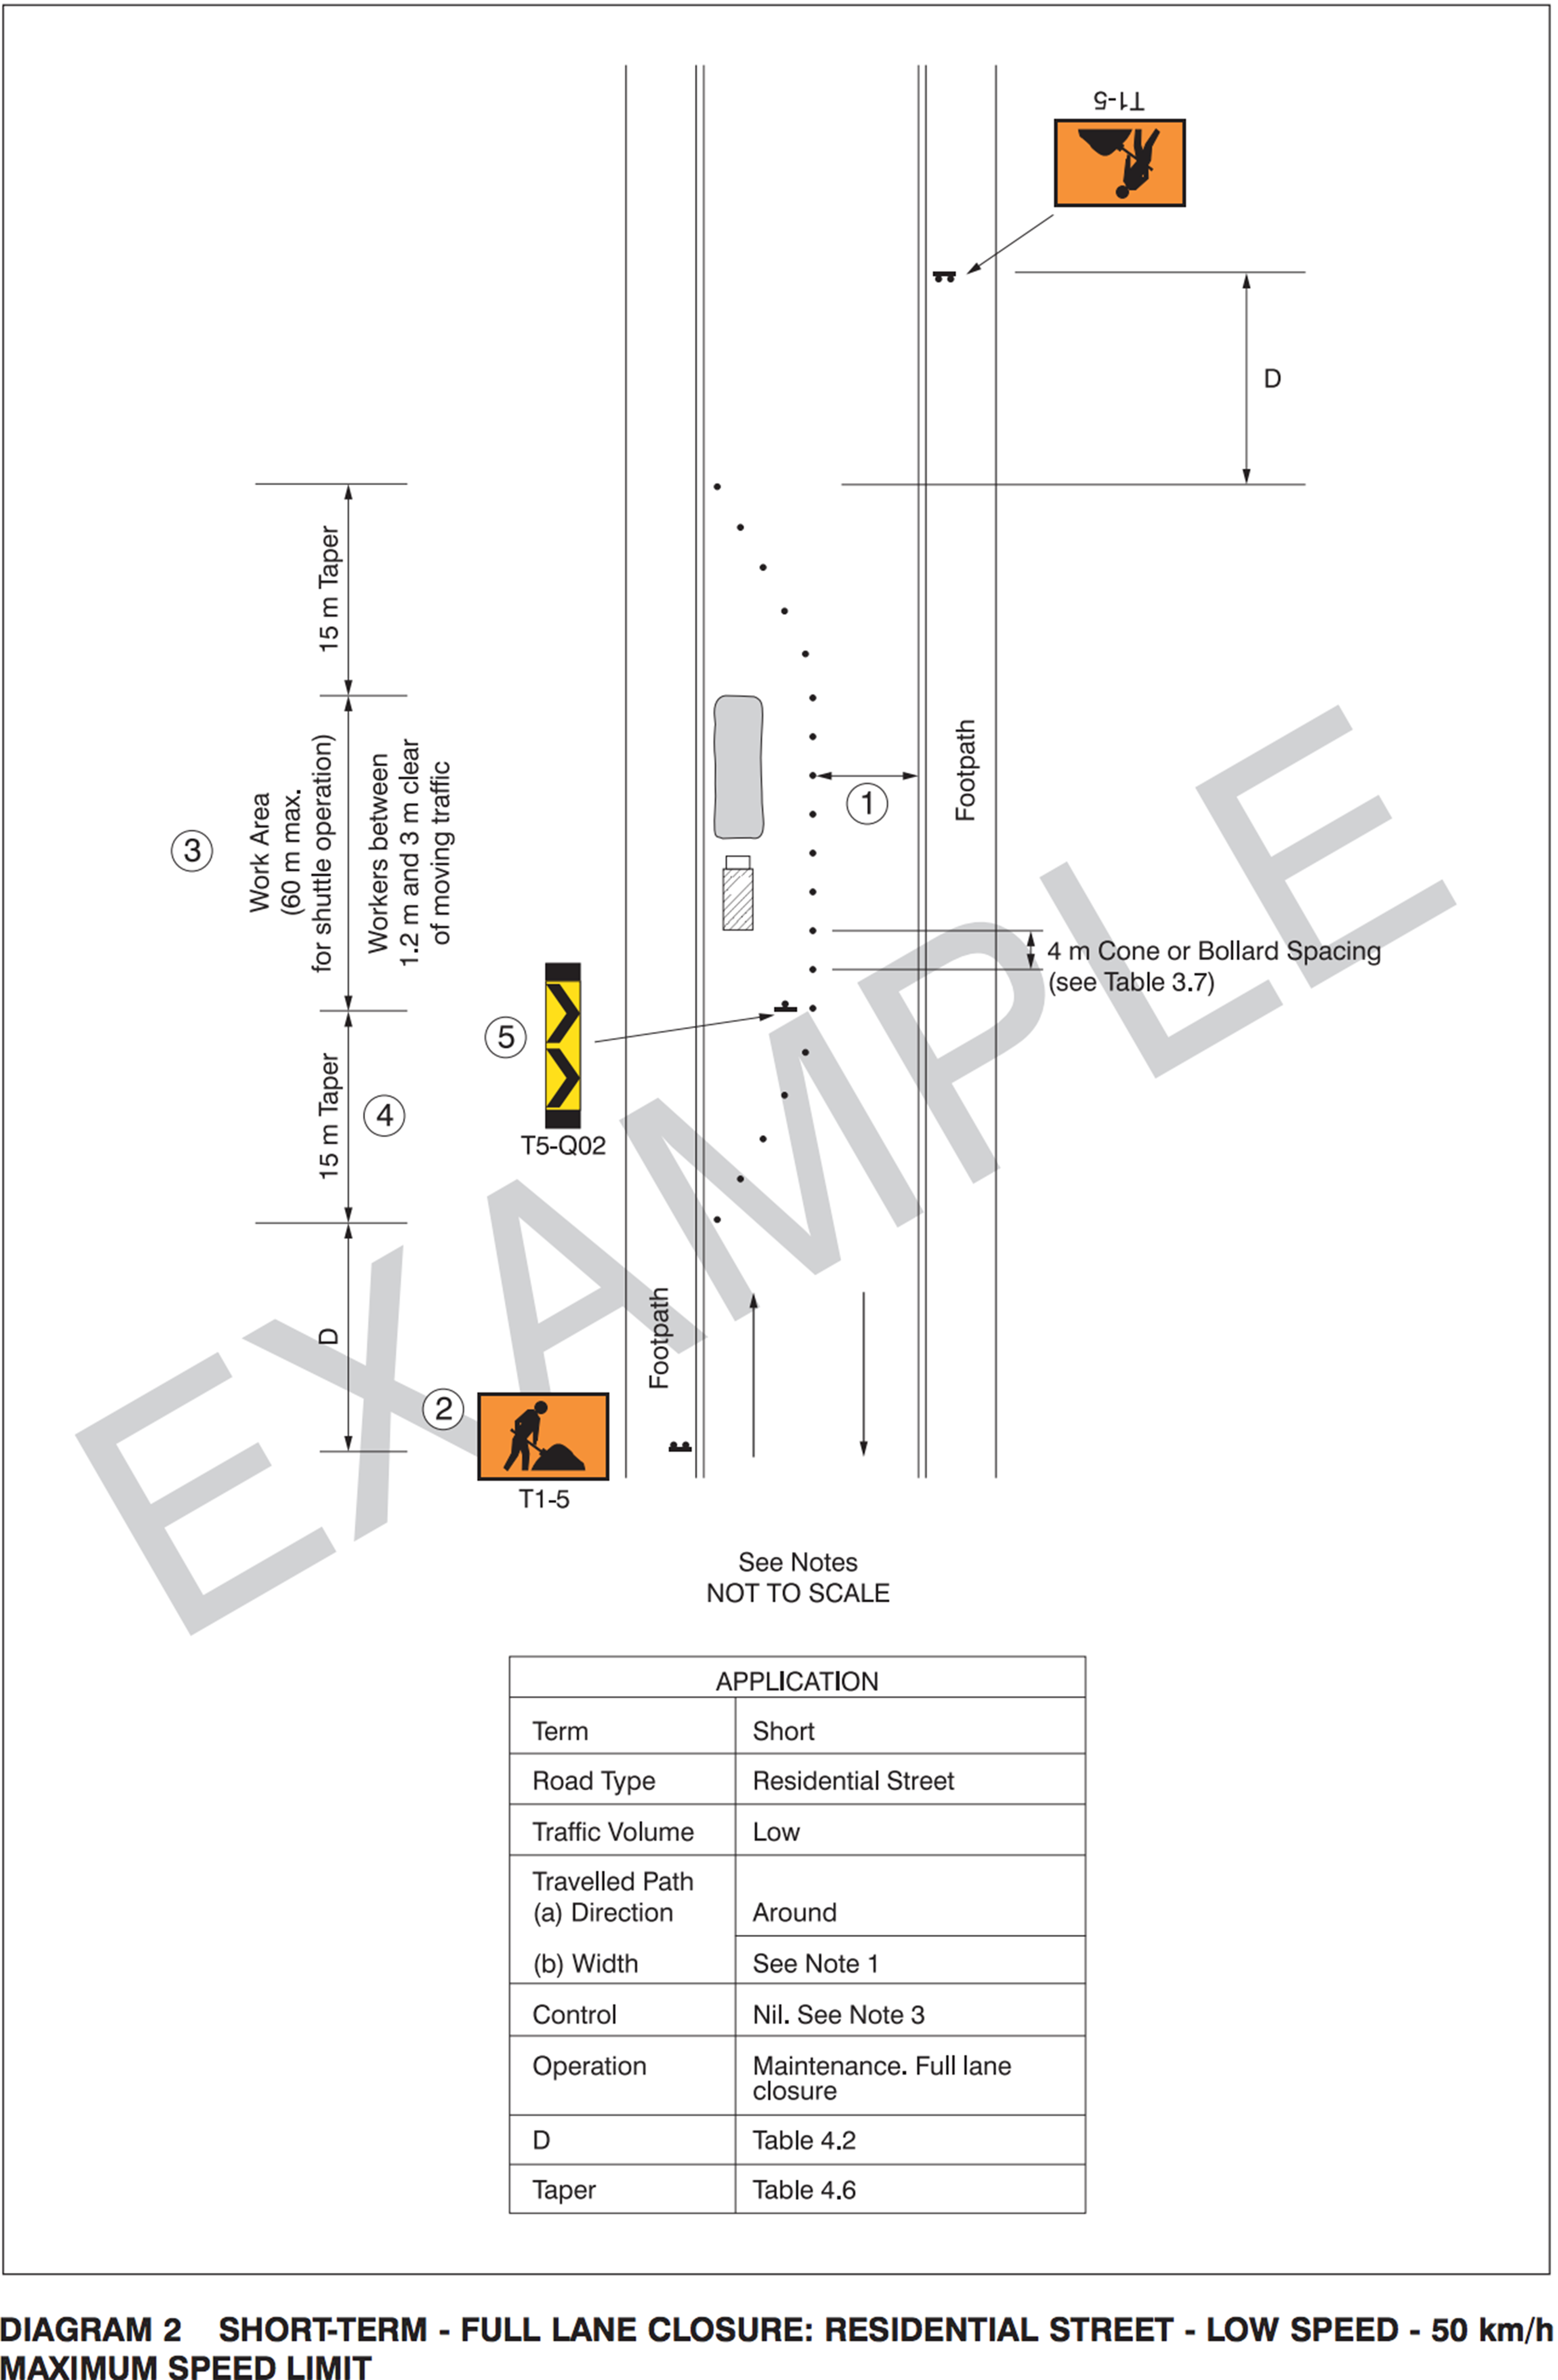 T1-5
D
15 m Taper
3
Work Area
(60 m max.
for shuttle operation)
Workers between
1.2 m and 3 m clear
of moving traffic
1
Footpath
4 m Cone or Bollard Spacing
(see Table 3.7)
5
T5-Q02
15 m Taper
4
D
Footpath
2
T1-5
EXAMPLE
See Notes
NOT TO SCALE
APPLICATION
Term Short
Road Type Residential Street
Traffic Volume Low
Travelled Path
(a) Direction Around
(b) Width See Note 1
Control Nil. See Note 3
Operation Maintenance. Full lane
closure
D Table 4.2
Taper Table 4.6
DIAGRAM 2 SHORT-TERM - FULL LANE CLOSURE: RESIDENTIAL STREET - LOW SPEED - 50 km/h
MAXIMUM SPEED LIMIT